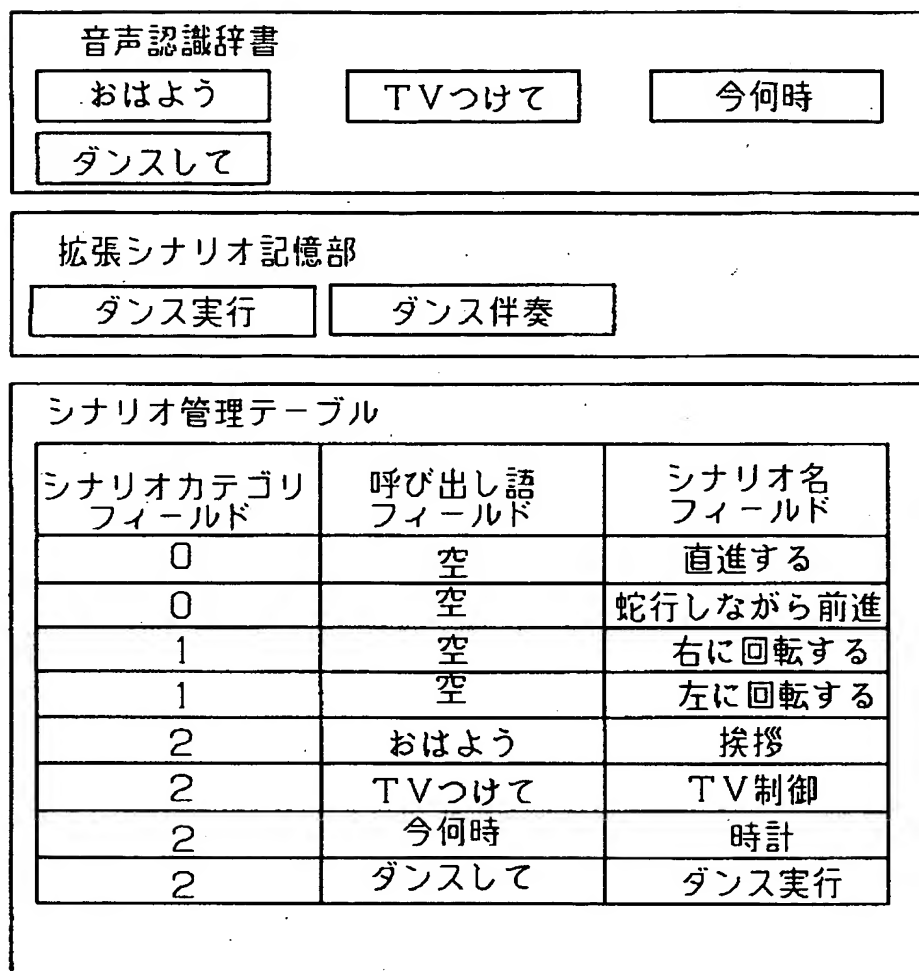 音声認識辞書
おはよう TVつけて 今何時
ダンスして
拡張シナリオ記憶部
ダンス実行 ダンス伴奏
シナリオ管理テーブル
シナリオカテゴリ 呼び出し語 シナリオ名
フィールド フィールド フィールド
0 空 直進する
0 空 蛇行しながら前進
1 空 右に回転する
1 空 左に回転する
2 おはよう 挨拶
2 TVつけて TV制御
2 今何時 時計
2 ダンスして ダンス実行